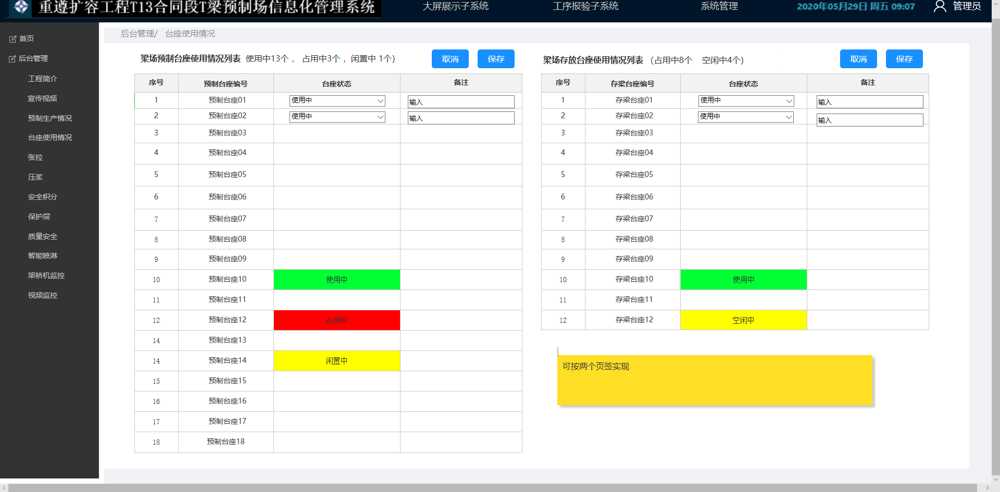 重遵扩容工程T13合同段T梁预制场信息化管理系统
大屏展示子系统
工序报验子系统
系统管理
2020年05月29日 周五 09:07
管理员
首页
后台管理
工程简介
宣传视频
预制生产情况
台座使用情况
张拉
压浆
安全积分
保护层
质量安全
智能喷淋
架桥机监控
视频监控
后台管理/ 台座使用情况
梁场预制台座使用情况列表 使用中13个 ， 占用中3个 ，闲置中 1个）
取消
保存
序号 预制台座编号 台座状态 备注
1 预制台座01 使用中 输入
2 预制台座02 使用中 输入
3 预制台座03
4 预制台座04
5 预制台座05
6 预制台座06
7 预制台座07
8 预制台座08
9 预制台座09
10 预制台座10 使用中
11 预制台座11
12 预制台座12 占用中
14 预制台座13
14 预制台座14 闲置中
15 预制台座15
16 预制台座16
17 预制台座17
18 预制台座18
梁场存放台座使用情况列表 （占用中8个 空闲中4个）
取消
保存
序号 存梁台座编号 台座状态 备注
1 存梁台座01 使用中 输入
2 存梁台座02 使用中 输入
3 存梁台座03
4 存梁台座04
5 存梁台座05
6 存梁台座06
7 存梁台座07
8 存梁台座08
9 存梁台座09
10 存梁台座10 使用中
11 存梁台座11
12 存梁台座12 空闲中
可按两个页签实现